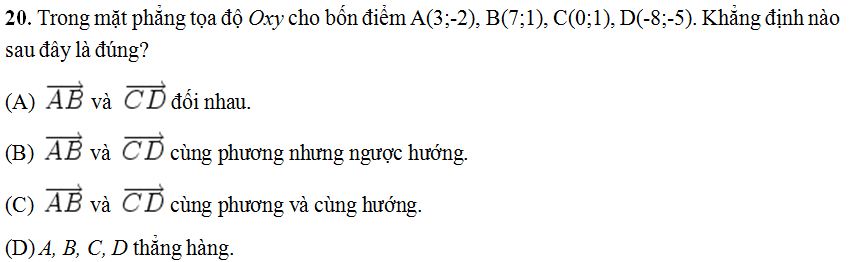 20. Trong mặt phẳng tọa độ Oxy cho bốn điểm A(3;-2), B(7;1), C(0;1), D(-8;-5). Khẳng định nào
sau đây là đúng?
(A) $\overrightarrow{AB}$ và $\overrightarrow{CD}$ đối nhau.
(B) $\overrightarrow{AB}$ và $\overrightarrow{CD}$ cùng phương nhưng ngược hướng.
(C) $\overrightarrow{AB}$ và $\overrightarrow{CD}$ cùng phương và cùng hướng.
(D) A, B, C, D thẳng hàng.